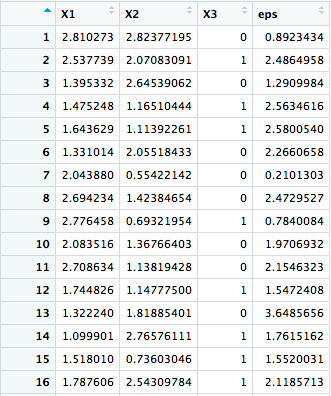 X1 X2 X3 eps
1 2.810273 2.82377195 0 0.8923434
2 2.537739 2.07083091 1 2.4864958
3 1.395332 2.64539062 0 1.2909984
4 1.475248 1.16510444 1 2.5634616
5 1.643629 1.11392261 1 2.5800540
6 1.331014 2.05518433 0 2.2660658
7 2.043880 0.55422142 0 0.2101303
8 2.694234 1.42384654 0 2.4729527
9 2.776458 0.69321954 1 0.7840084
10 2.083516 1.36766403 0 1.9706932
11 2.708634 1.13819428 0 2.1546323
12 1.744826 1.14777500 1 1.5472408
13 1.322240 1.81885401 0 3.6485656
14 1.099901 2.76576111 1 1.7615162
15 1.518010 0.73603046 1 1.5520031
16 1.787606 2.54309784 1 2.1185713